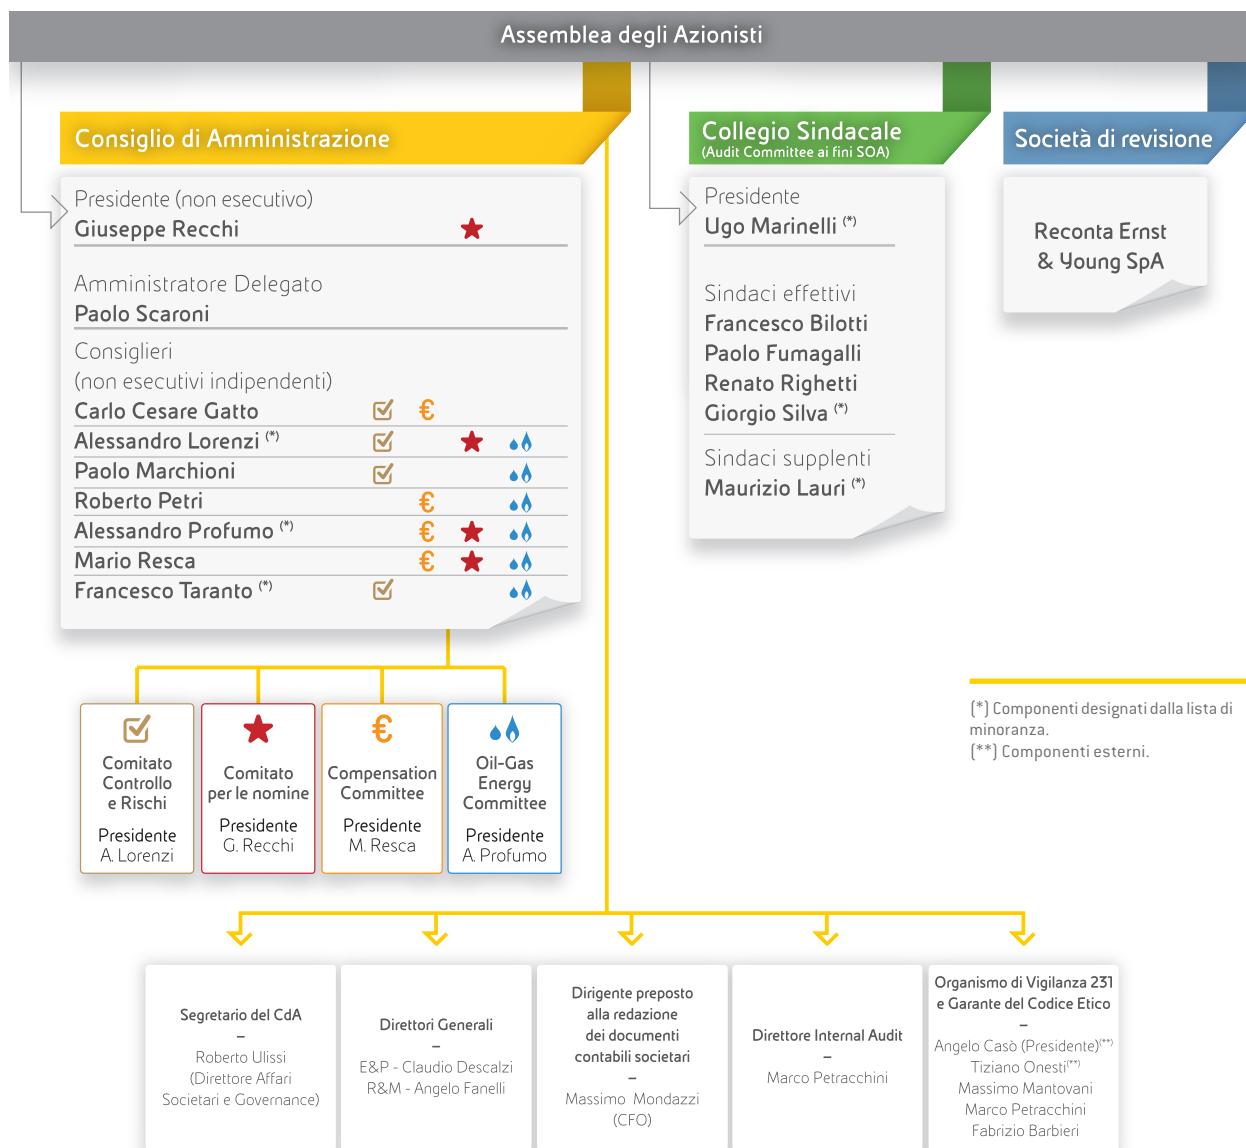 Assemblea degli Azionisti
Consiglio di Amministrazione
Presidente (non esecutivo)
Giuseppe Recchi
Amministratore Delegato
Paolo Scaroni
Consiglieri
(non esecutivi indipendenti)
Carlo Cesare Gatto €
Alessandro Lorenzi (*)
Paolo Marchioni
Roberto Petri €
Alessandro Profumo (*) €
Mario Resca €
Francesco Taranto (*)
Collegio Sindacale
(Audit Committee ai fini SOA)
Presidente
Ugo Marinelli (*)
Sindaci effettivi
Francesco Bilotti
Paolo Fumagalli
Renato Righetti
Giorgio Silva (*)
Sindaci supplenti
Maurizio Lauri (*)
Società di revisione
Reconta Ernst
& Young SpA
Comitato
Controllo
e Rischi
Presidente
A. Lorenzi
Comitato
per le nomine
Presidente
G. Recchi
€
Compensation
Committee
Presidente
M. Resca
Oil-Gas
Energy
Committee
Presidente
A. Profumo
(*) Componenti designati dalla lista di
minoranza.
(**) Componenti esterni.
Segretario del CdA
–
Roberto Ulissi
(Direttore Affari
Societari e Governance)
Direttori Generali
–
E&P - Claudio Descalzi
R&M - Angelo Fanelli
Dirigente preposto
alla redazione
dei documenti
contabili societari
–
Massimo Mondazzi
(CFO)
Direttore Internal Audit
–
Marco Petracchini
Organismo di Vigilanza 231
e Garante del Codice Etico
–
Angelo Casò (Presidente)(**)
Tiziano Onesti(**)
Massimo Mantovani
Marco Petracchini
Fabrizio Barbieri